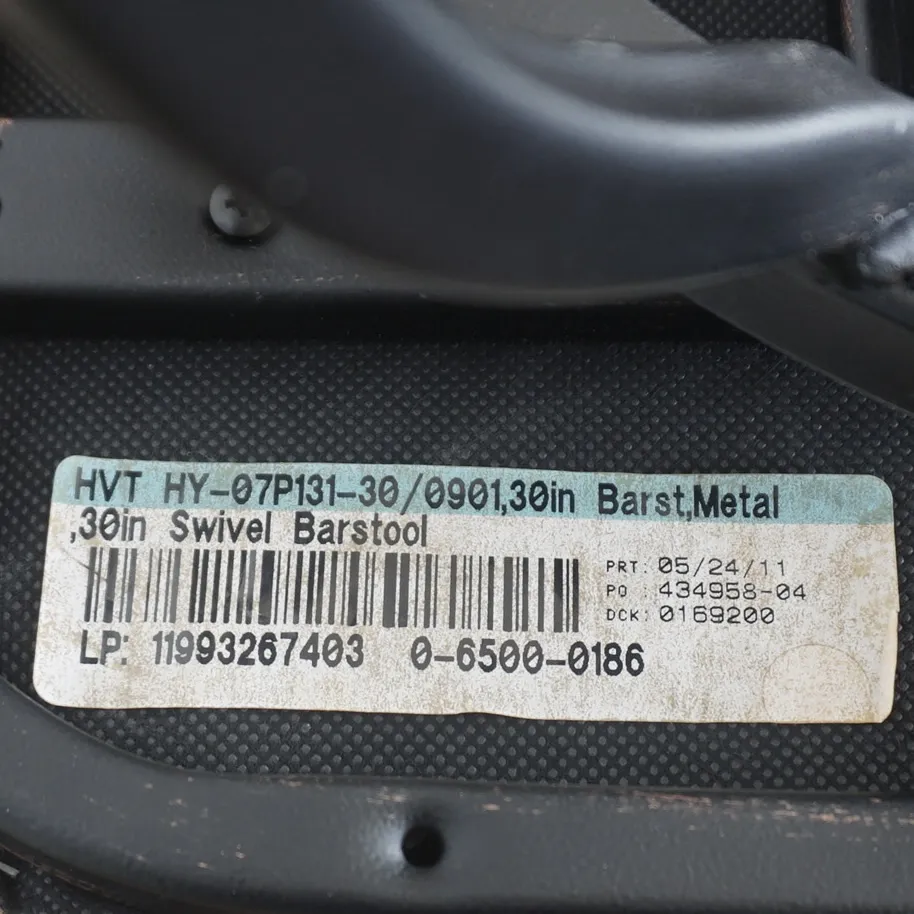 HVT HY-07P131-30/0901,30in Barst,Metal
,30in Swivel Barstool
PRT: 05/24/11
PO : 434958-04
DCK: 0169200
LP: 11993267403 0-6500-0186